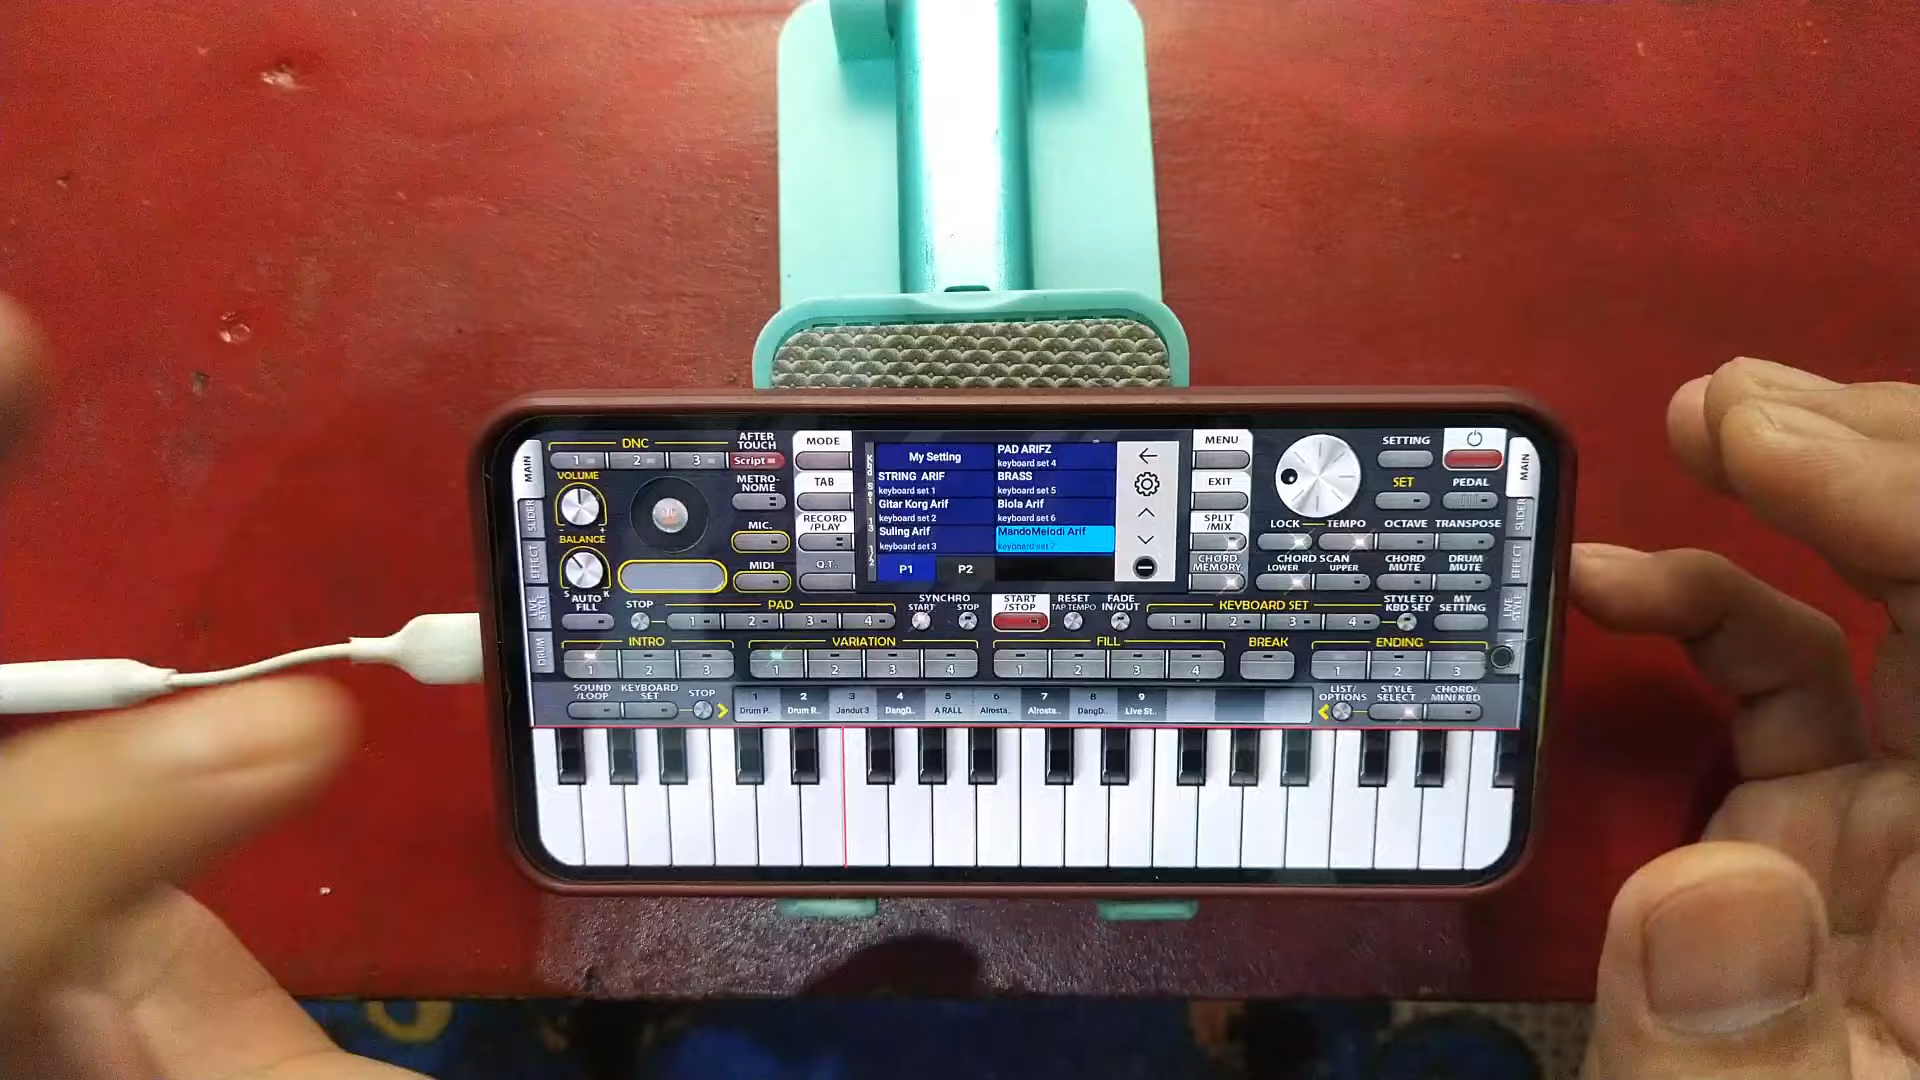 MAIN
SLIDER
EFFECT
LIVE STYLE
DRUM
DNC
1
2
3
AFTER TOUCH
Script
VOLUME
METRO-NOME
MIC.
MIDI
BALANCE
S
K
MODE
TAB
RECORD /PLAY
Q.T.
My Setting
STRING ARIF
keyboard set 1
Gitar Korg Arif
keyboard set 2
Suling Arif
keyboard set 3
PAD ARIFZ
keyboard set 4
BRASS
keyboard set 5
Biola Arif
keyboard set 6
MandoMelodi Arif
keyboard set 7
P1
P2
MENU
EXIT
SPLIT /MIX
CHORD MEMORY
SETTING
SET
PEDAL
LOCK
TEMPO
OCTAVE
TRANSPOSE
CHORD SCAN
LOWER
UPPER
CHORD MUTE
DRUM MUTE
MAIN
SLIDER
EFFECT
LIVE STYLE
AUTO FILL
STOP
PAD
1
2
3
4
SYNCHRO
START
STOP
START /STOP
RESET
TAP TEMPO
FADE IN/OUT
KEYBOARD SET
1
2
3
4
STYLE TO KBD SET
MY SETTING
INTRO
1
2
3
VARIATION
1
2
3
4
FILL
1
2
3
4
BREAK
ENDING
1
2
3
SOUND /LOOP
KEYBOARD SET
STOP
1
2
3
4
5
6
7
8
9
Drum P..
Drum R..
Jandut 3
DangD..
A RALL
Alrosta..
Alrosta..
DangD..
Live St..
LIST/ OPTIONS
STYLE SELECT
CHORD/ MINI KBD